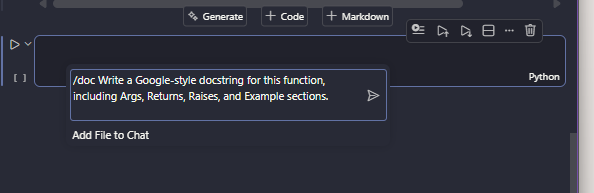 Generate + Code + Markdown
[ ]
/doc Write a Google-style docstring for this function,
including Args, Returns, Raises, and Example sections.
Python
Add File to Chat